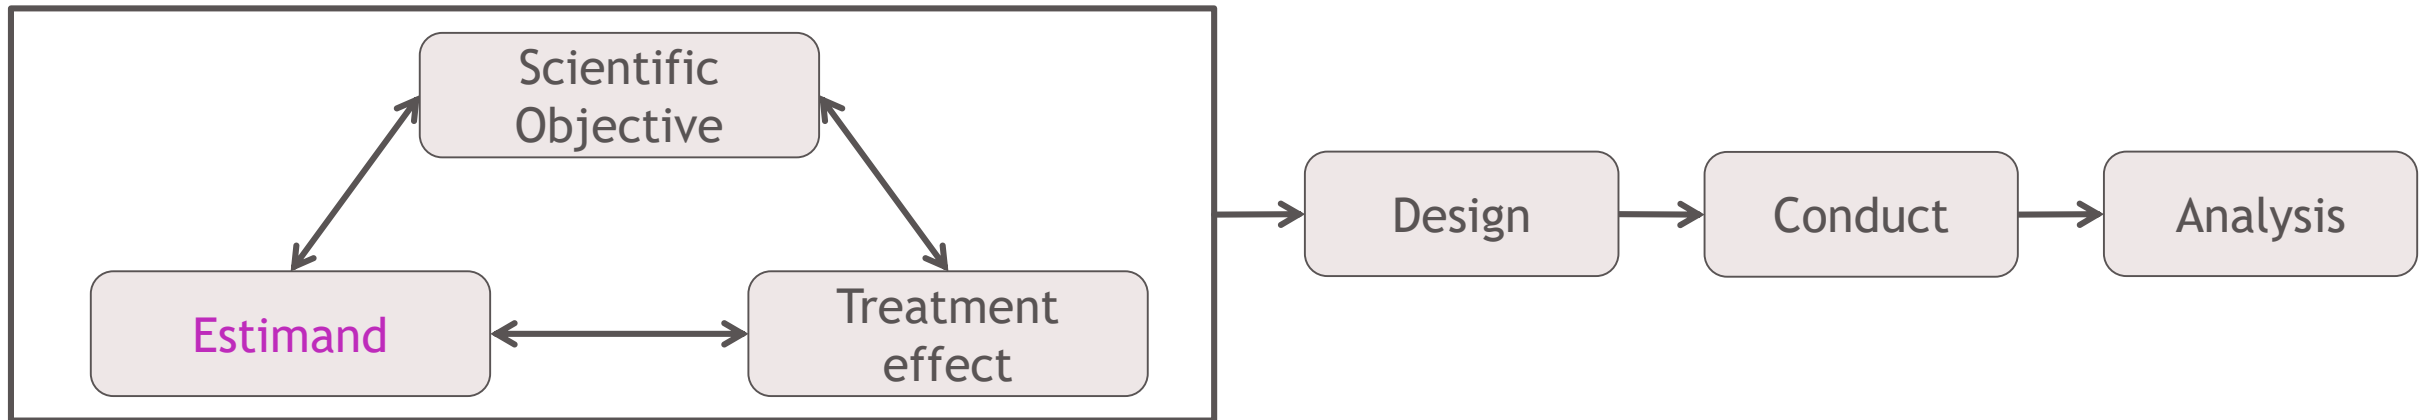 Scientific
Objective
Estimand
Treatment
effect
Design
Conduct
Analysis